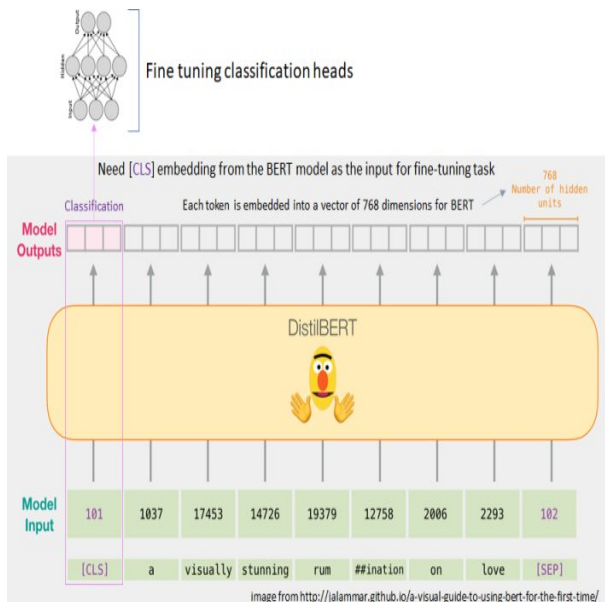 Output
Hidden
Input
Fine tuning classification heads
Need [CLS] embedding from the BERT model as the input for fine-tuning task
768
Number of hidden
units
Classification
Each token is embedded into a vector of 768 dimensions for BERT
Model
Outputs
DistilBERT
Model
Input
101 1037 17453 14726 19379 12758 2006 2293 102
[CLS] a visually stunning rum ##ination on love [SEP]
image from http://jalammar.github.io/a-visual-guide-to-using-bert-for-the-first-time/